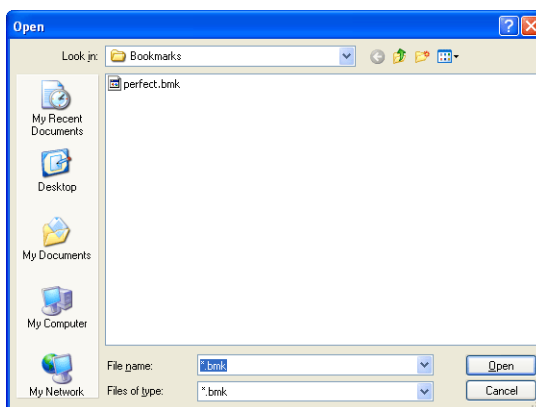 Open
Look in:
Bookmarks
perfect.bmk
My Recent
Documents
Desktop
My Documents
My Computer
My Network
File name:
*.bmk
Open
Files of type:
*.bmk
Cancel